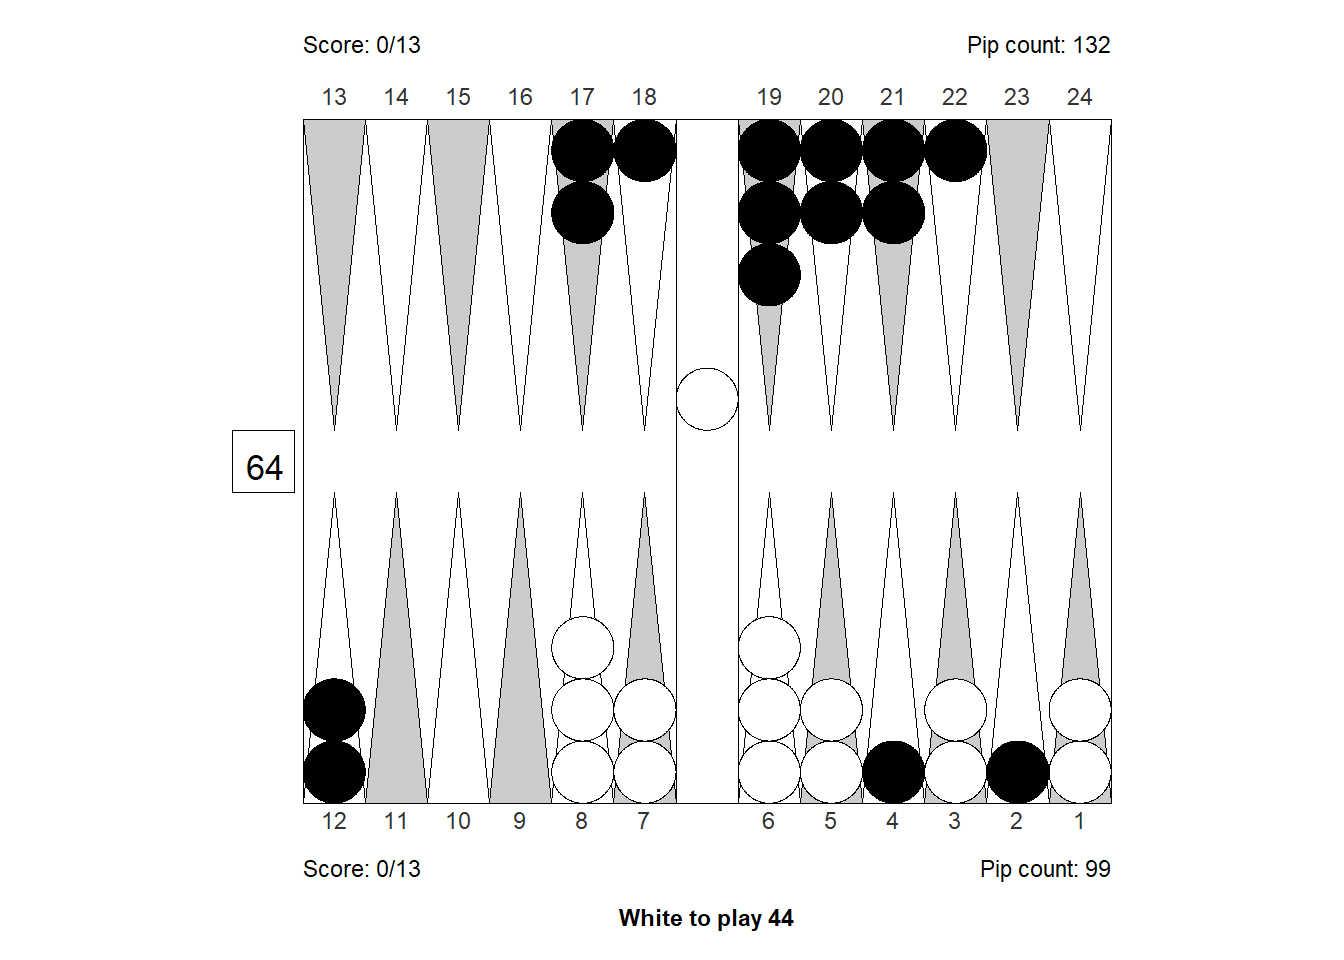 Score: 0/13 Pip count: 132
13 14 15 16 17 18 19 20 21 22 23 24
64
12 11 10 9 8 7 6 5 4 3 2 1
Score: 0/13 Pip count: 99
White to play 44